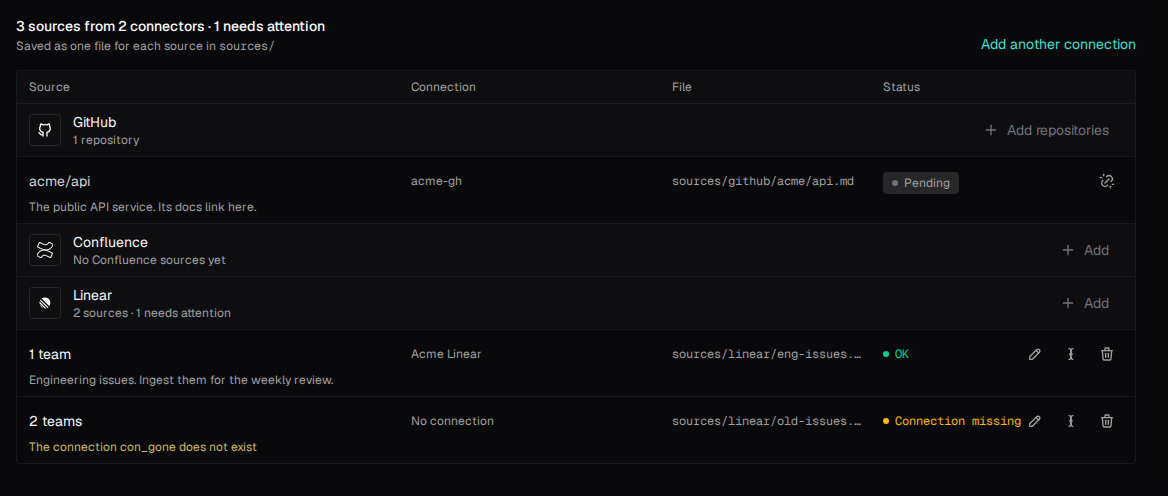 3 sources from 2 connectors · 1 needs attention
Saved as one file for each source in sources/
Add another connection
Source Connection File Status
GitHub
1 repository
+ Add repositories
acme/api acme-gh sources/github/acme/api.md Pending
The public API service. Its docs link here.
Confluence
No Confluence sources yet
+ Add
Linear
2 sources · 1 needs attention
+ Add
1 team Acme Linear sources/linear/eng-issues.… OK
Engineering issues. Ingest them for the weekly review.
2 teams No connection sources/linear/old-issues.… Connection missing
The connection con_gone does not exist